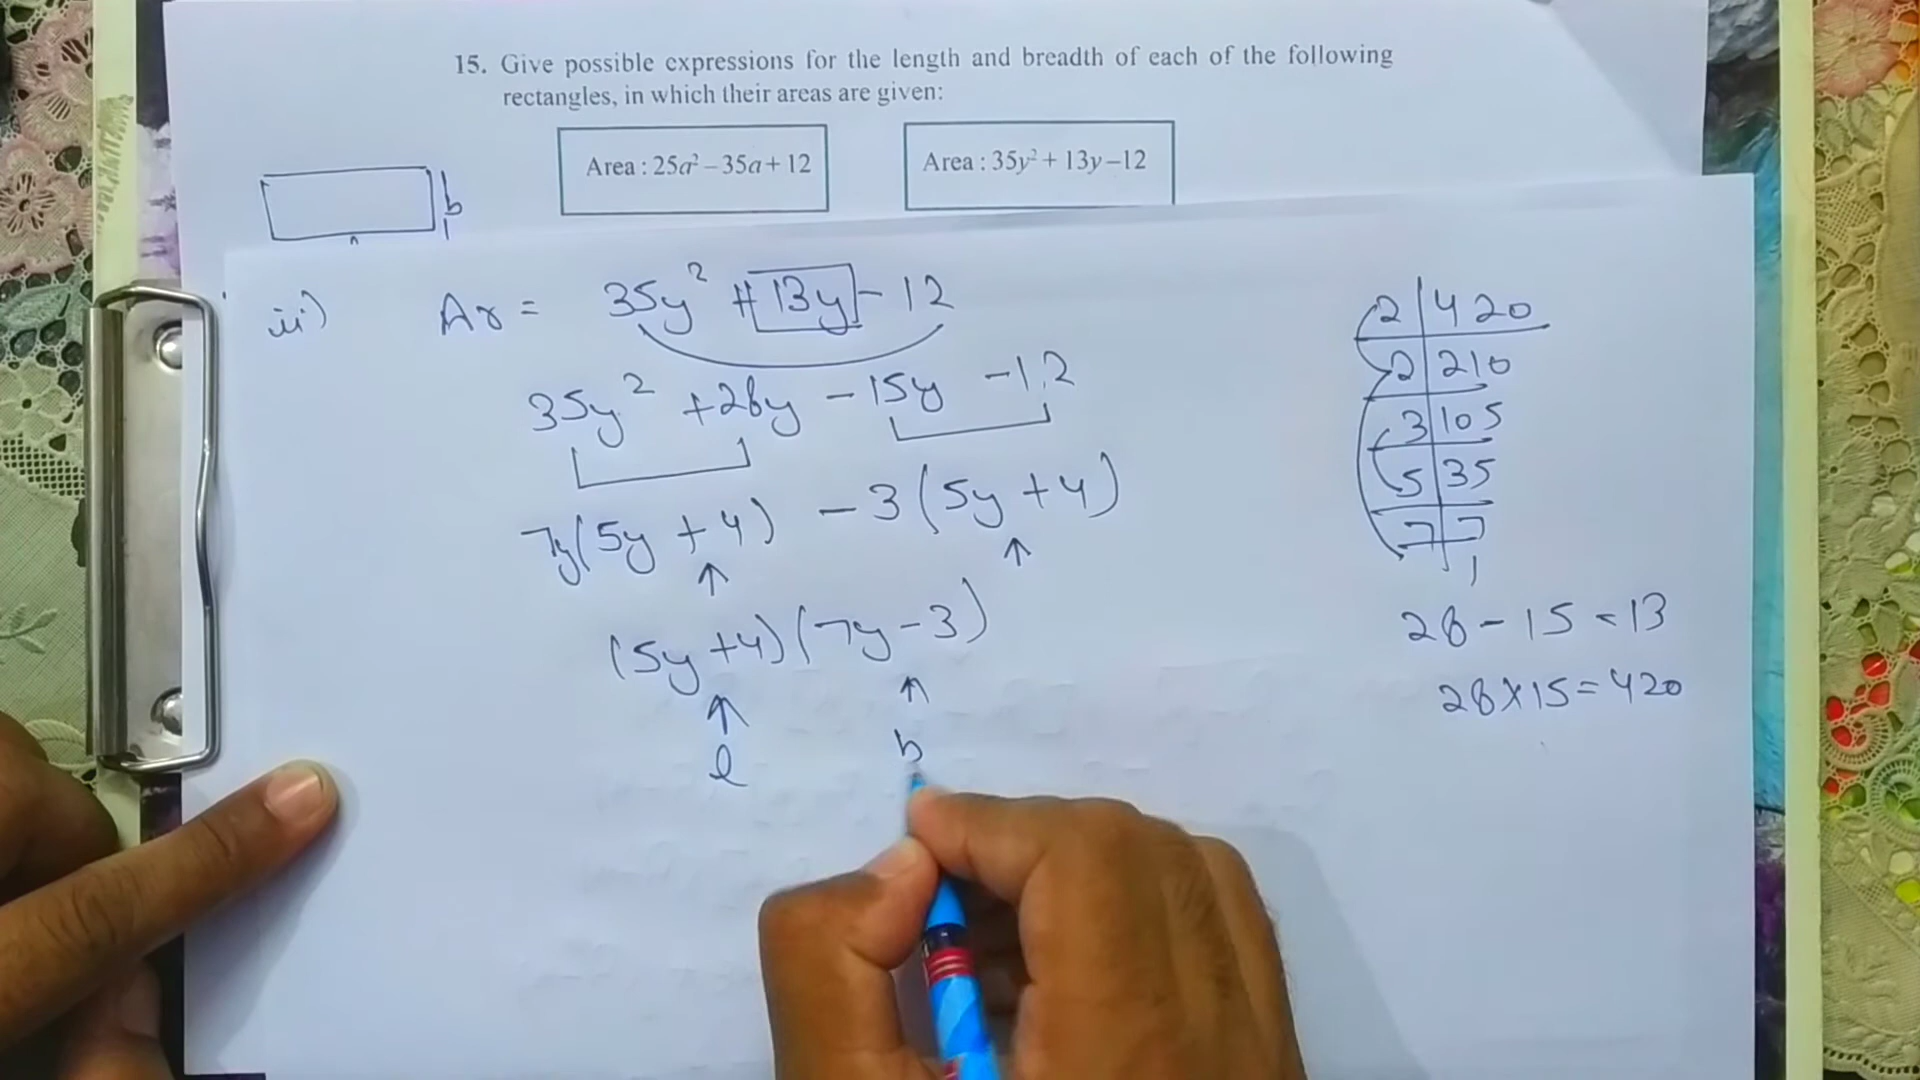 15. Give possible expressions for the length and breadth of each of the following
rectangles, in which their areas are given:
Area : 25a² – 35a + 12
Area : 35y² + 13y –12
b
ii) Ar = 35y² + 13y - 12
35y² + 28y - 15y - 12
7y(5y + 4) - 3(5y + 4)
(5y + 4)(7y - 3)
l
b
2 | 420
2 | 210
3 | 105
5 | 35
7 | 7
1
28 - 15 = 13
28 × 15 = 420